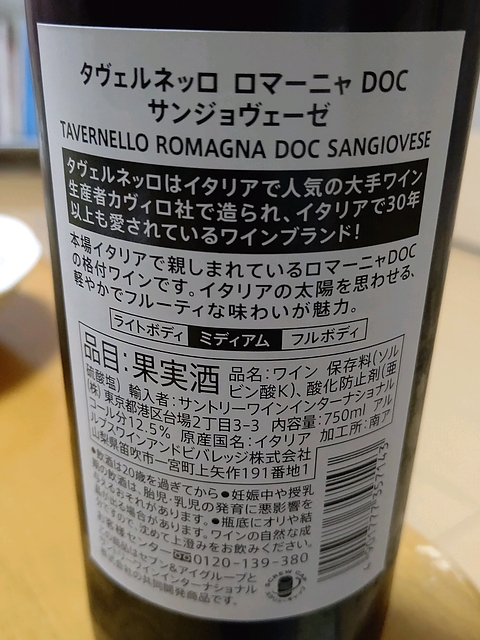 タヴェルネッロ ロマーニャ DOC
サンジョヴェーゼ
TAVERNELLO ROMAGNA DOC SANGIOVESE
タヴェルネッロはイタリアで人気の大手ワイン
生産者カヴィロ社で造られ、イタリアで30年
以上も愛されているワインブランド!
本場イタリアで親しまれているロマーニャDOC
の格付ワインです。イタリアの太陽を思わせる、
軽やかでフルーティな味わいが魅力。
ライトボディ ミディアム フルボディ
品目:果実酒 品名:ワイン 保存料(ソル
ビン酸K)、酸化防止剤(亜
硫酸塩) 輸入者:サントリーワインインターナショナル
(株) 東京都港区台場2丁目3-3 内容量:750ml アル
コール分12.5% 原産国名:イタリア 加工所:南ア
ルプスワインアンドビバレッジ株式会社
山梨県笛吹市一宮町上矢作191番地1
●飲酒は20歳を過ぎてから●妊娠中や授乳
期の飲酒は、胎児・乳児の発育に悪影響を
与えるおそれがあります。●瓶底にオリや結
晶が出る場合があります。ワインの自然な成
分ですので、沈めて上澄みをお飲みください。
お客様センター 0120-139-380
この商品はセブン&アイグループと
サントリーワインインターナショナル
株式会社の共同開発商品です。
SCREW CAP